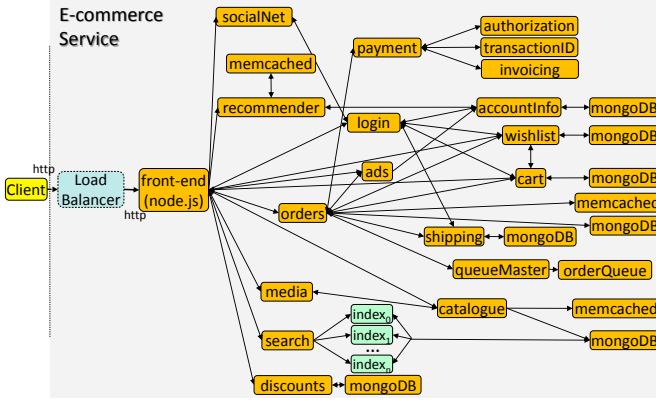 E-commerce
Service
socialNet
memcached
recommender
payment
authorization
transactionID
invoicing
login
accountInfo
mongoDB
wishlist
mongoDB
http
Client
Load
Balancer
http
front-end
(node.js)
ads
cart
mongoDB
orders
memcached
mongoDB
shipping
mongoDB
queueMaster
orderQueue
media
catalogue
memcached
search
index0
index1
...
indexn
mongoDB
discounts
mongoDB